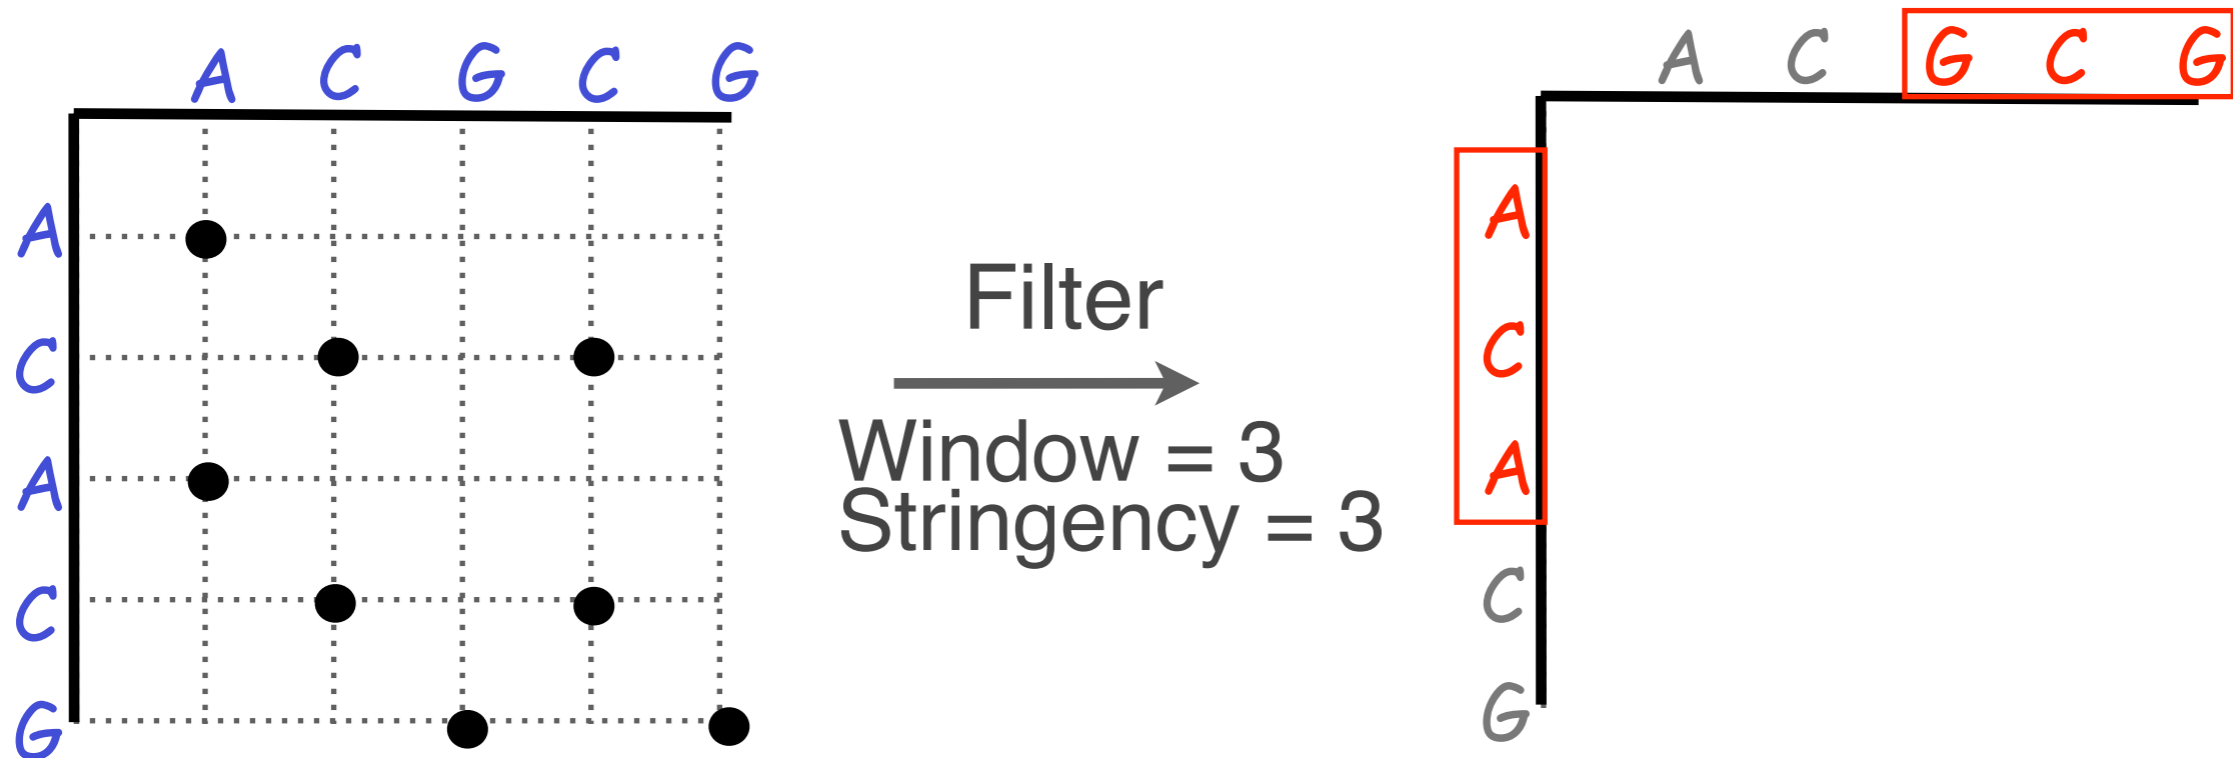 A C G C G
A
C
A
C
G
Filter
Window = 3
Stringency = 3
A C G C G
A
C
A
C
G